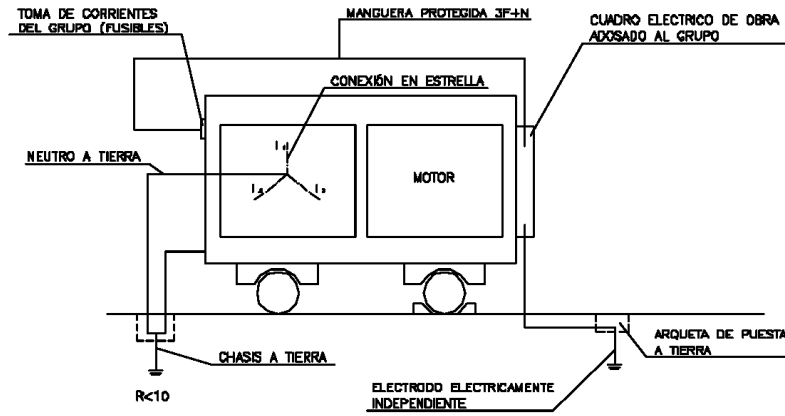 TOMA DE CORRIENTES
DEL GRUPO (FUSIBLES)
MANGUERA PROTEGIDA 3F+N
CUADRO ELECTRICO DE OBRA
ADOSADO AL GRUPO
CONEXIÓN EN ESTRELLA
NEUTRO A TIERRA
MOTOR
CHASIS A TIERRA
R<10
ELECTRODO ELECTRICAMENTE
INDEPENDIENTE
ARQUETA DE PUESTA
A TIERRA